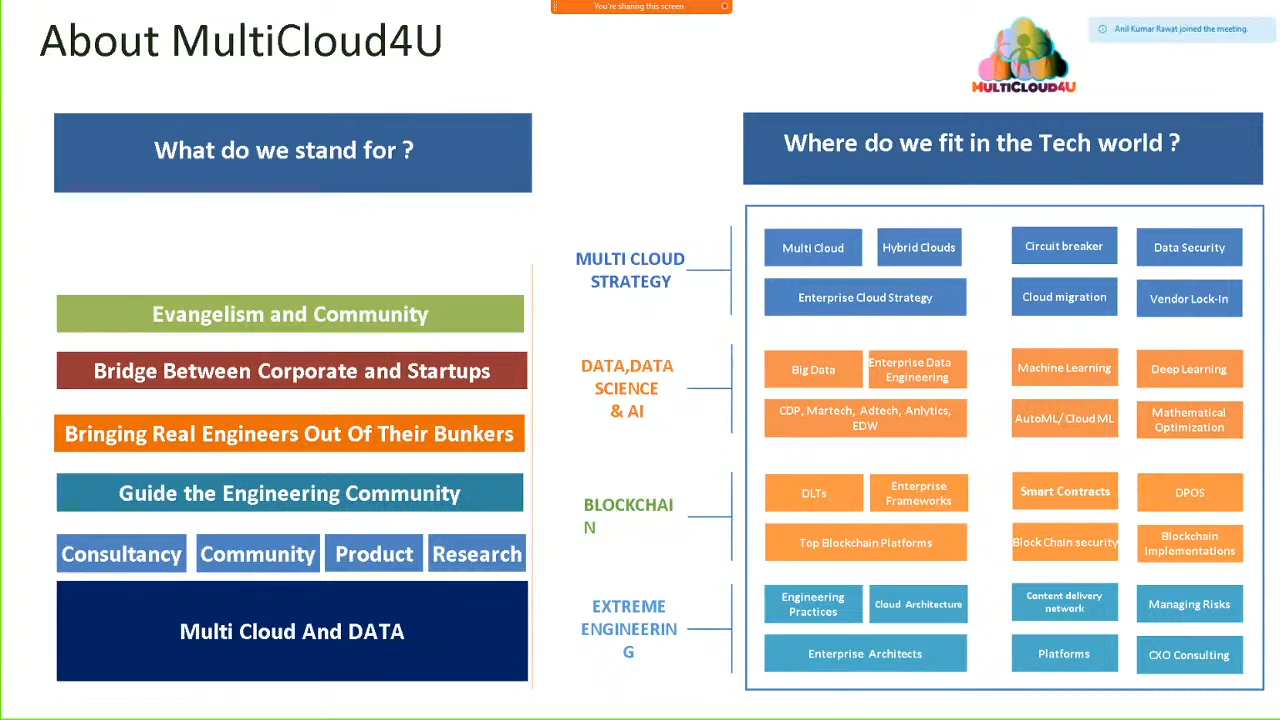 You're sharing this screen
About MultiCloud4U
MULTICLOUD4U
Anil Kumar Rawat joined the meeting.
What do we stand for ?
Evangelism and Community
Bridge Between Corporate and Startups
Bringing Real Engineers Out Of Their Bunkers
Guide the Engineering Community
Consultancy
Community
Product
Research
Multi Cloud And DATA
Where do we fit in the Tech world ?
MULTI CLOUD
STRATEGY
Multi Cloud
Hybrid Clouds
Circuit breaker
Data Security
Enterprise Cloud Strategy
Cloud migration
Vendor Lock-In
DATA,DATA
SCIENCE
& AI
Big Data
Enterprise Data
Engineering
Machine Learning
Deep Learning
CDP, Martech, Adtech, Anlytics,
EDW
AutoML/ Cloud ML
Mathematical
Optimization
BLOCKCHAI
N
DLTs
Enterprise
Frameworks
Smart Contracts
DPOS
Top Blockchain Platforms
Block Chain security
Blockchain
Implementations
EXTREME
ENGINEERIN
G
Engineering
Practices
Cloud Architecture
Content delivery
network
Managing Risks
Enterprise Architects
Platforms
CXO Consulting